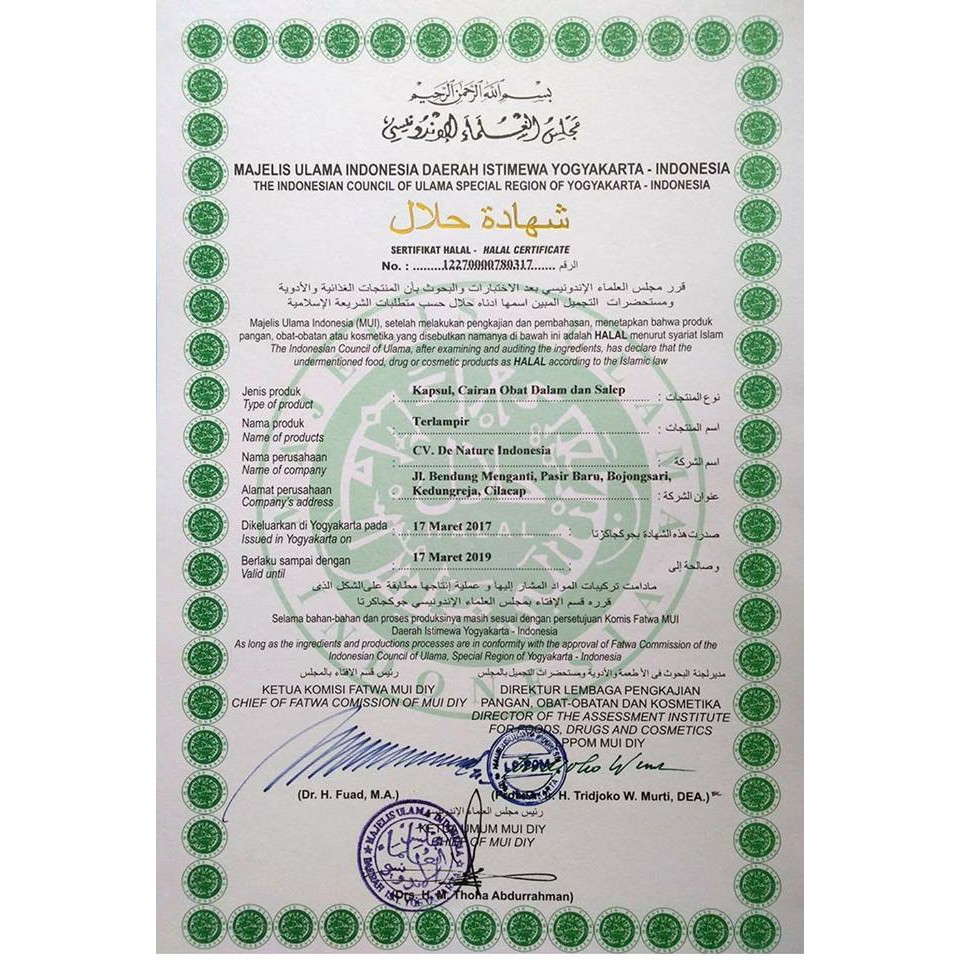 بسم الله الرحمن الرحيم
مجلس العلماء الإندونيسي
MAJELIS ULAMA INDONESIA DAERAH ISTIMEWA YOGYAKARTA - INDONESIA
THE INDONESIAN COUNCIL OF ULAMA SPECIAL REGION OF YOGYAKARTA - INDONESIA
شهادة حلال
SERTIFIKAT HALAL - HALAL CERTIFICATE
No. : ........12270000780317...... الرقم
قرر مجلس العلماء الإندونيسي بعد الاختبارات والبحوث بأن المنتجات الغذائية والأدوية
ومستحضرات التجميل المبين اسمها ادناه حلال حسب متطلبات الشريعة الإسلامية
Majelis Ulama Indonesia (MUI), setelah melakukan pengkajian dan pembahasan, menetapkan bahwa produk
pangan, obat-obatan atau kosmetika yang disebutkan namanya di bawah ini adalah HALAL menurut syariat Islam
The Indonesian Council of Ulama, after examining and auditing the ingredients, has declare that the
undermentioned food, drug or cosmetic products as HALAL according to the Islamic law
Jenis produk : Kapsul, Cairan Obat Dalam dan Salep : نوع المنتجات
Type of product
Nama produk : Terlampir : اسم المنتجات
Name of products
Nama perusahaan : CV. De Nature Indonesia : اسم الشركة
Name of company
Alamat perusahaan : Jl. Bendung Menganti, Pasir Baru, Bojongsari, : عنوان الشركة
Company's address Kedungreja, Cilacap
Dikeluarkan di Yogyakarta pada : 17 Maret 2017 : صدرت هذه الشهادة بجوكجاكرتا
Issued in Yogyakarta on
Berlaku sampai dengan : 17 Maret 2019 : وصالحة إلى
Valid until
مادامت تركيبات المواد المشار إليها وعملية إنتاجها مطابقة على الشكل الذى
قرره قسم الإفتاء بمجلس العلماء الإندونيسي جوكجاكرتا
Selama bahan-bahan dan proses produksinya masih sesuai dengan persetujuan Komis Fatwa MUI
Daerah Istimewa Yogyakarta - Indonesia
As long as the ingredients and productions processes are in conformity with the approval of Fatwa Commission of the
Indonesian Council of Ulama, Special Region of Yogyakarta - Indonesia
رئيس قسم الإفتاء بالمجلس
KETUA KOMISI FATWA MUI DIY
CHIEF OF FATWA COMISSION OF MUI DIY
(Dr. H. Fuad, M.A.)
مدير لجنة البحوث فى الأطعمة والأدوية ومستحضرات التجميل بالمجلس
DIREKTUR LEMBAGA PENGKAJIAN
PANGAN, OBAT-OBATAN DAN KOSMETIKA
DIRECTOR OF THE ASSESSMENT INSTITUTE
FOR FOODS, DRUGS AND COSMETICS
LPPOM MUI DIY
H. Tridjoko W. Murti, DEA.)
رئيس مجلس العلماء الإندونيسي
KETUA UMUM MUI DIY
CHIEF OF MUI DIY
(Drs. H. M. Thoha Abdurrahman)
MAJELIS ULAMA INDONESIA